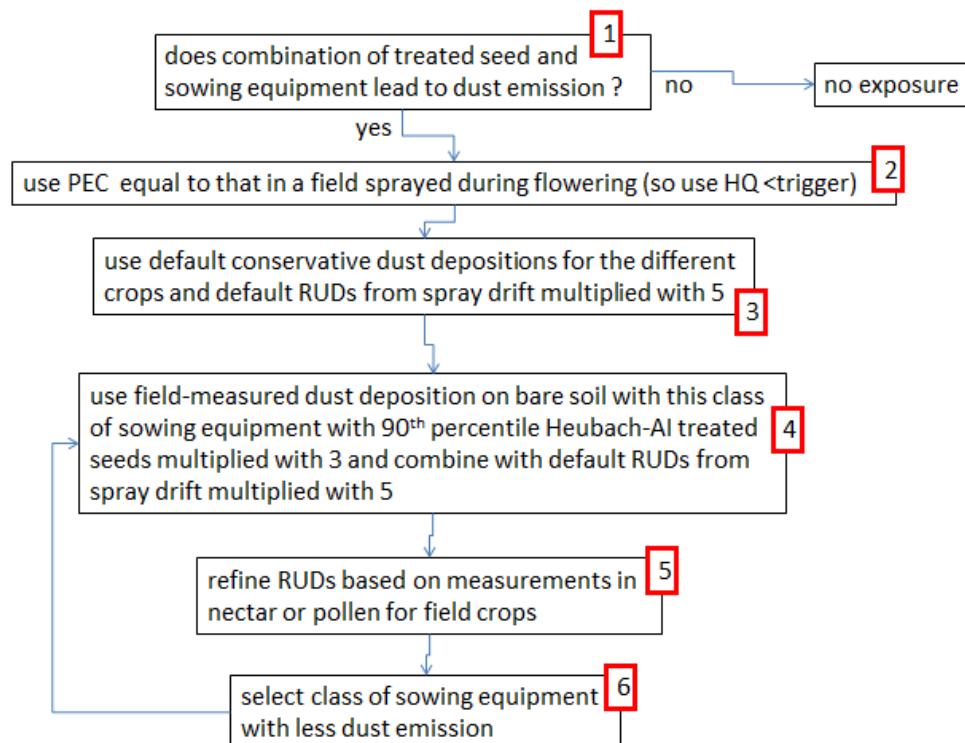 1
does combination of treated seed and
sowing equipment lead to dust emission ?
no
no exposure
yes
2
use PEC equal to that in a field sprayed during flowering (so use HQ <trigger)
use default conservative dust depositions for the different
crops and default RUDs from spray drift multiplied with 5
3
use field-measured dust deposition on bare soil with this class
of sowing equipment with 90th percentile Heubach-AI treated
seeds multiplied with 3 and combine with default RUDs from
spray drift multiplied with 5
4
refine RUDs based on measurements in
nectar or pollen for field crops
5
select class of sowing equipment
with less dust emission
6